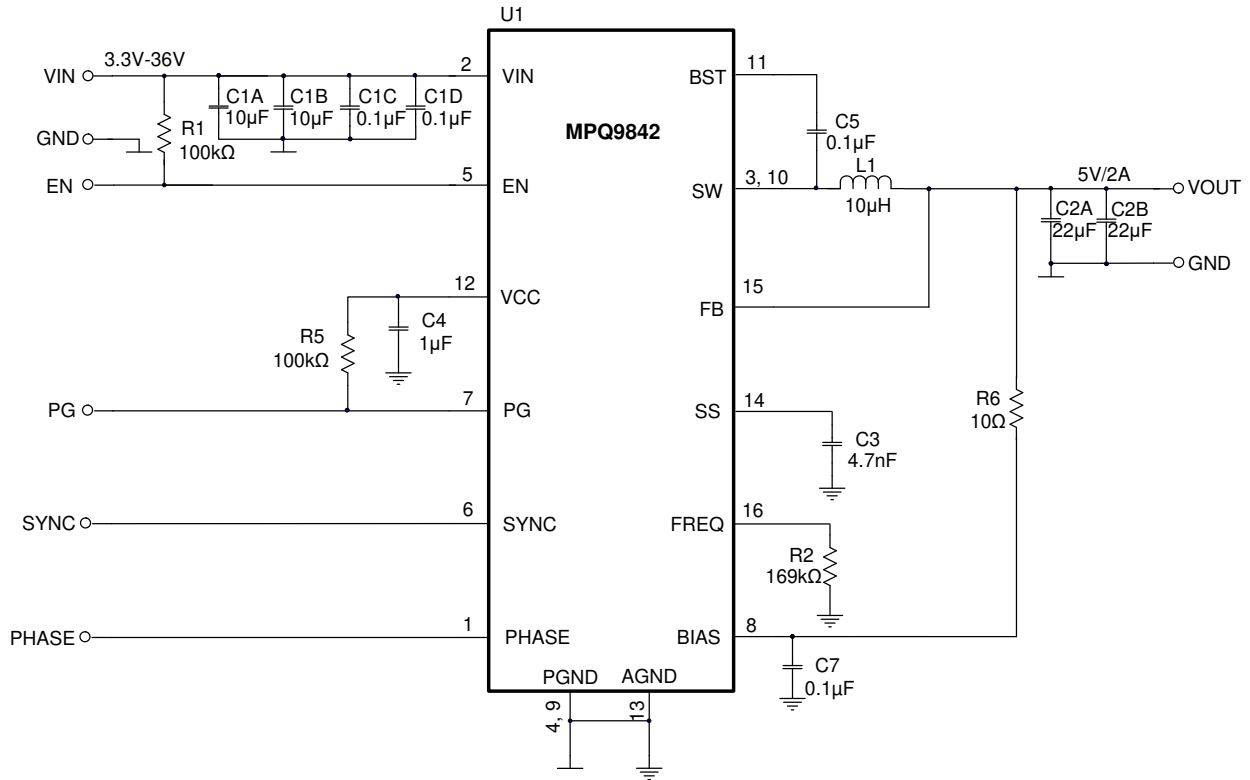 U1
3.3V-36V
VIN
2
VIN
BST
11
C1A
10µF
C1B
10µF
C1C
0.1µF
C1D
0.1µF
MPQ9842
C5
0.1µF
GND
R1
100kΩ
EN
5
EN
SW
3, 10
L1
10µH
5V/2A
VOUT
C2A
22µF
C2B
22µF
GND
12
VCC
FB
15
R5
100kΩ
C4
1µF
PG
7
PG
SS
14
C3
4.7nF
R6
10Ω
SYNC
6
SYNC
FREQ
16
R2
169kΩ
PHASE
1
PHASE
BIAS
8
C7
0.1µF
PGND
AGND
4, 9
13